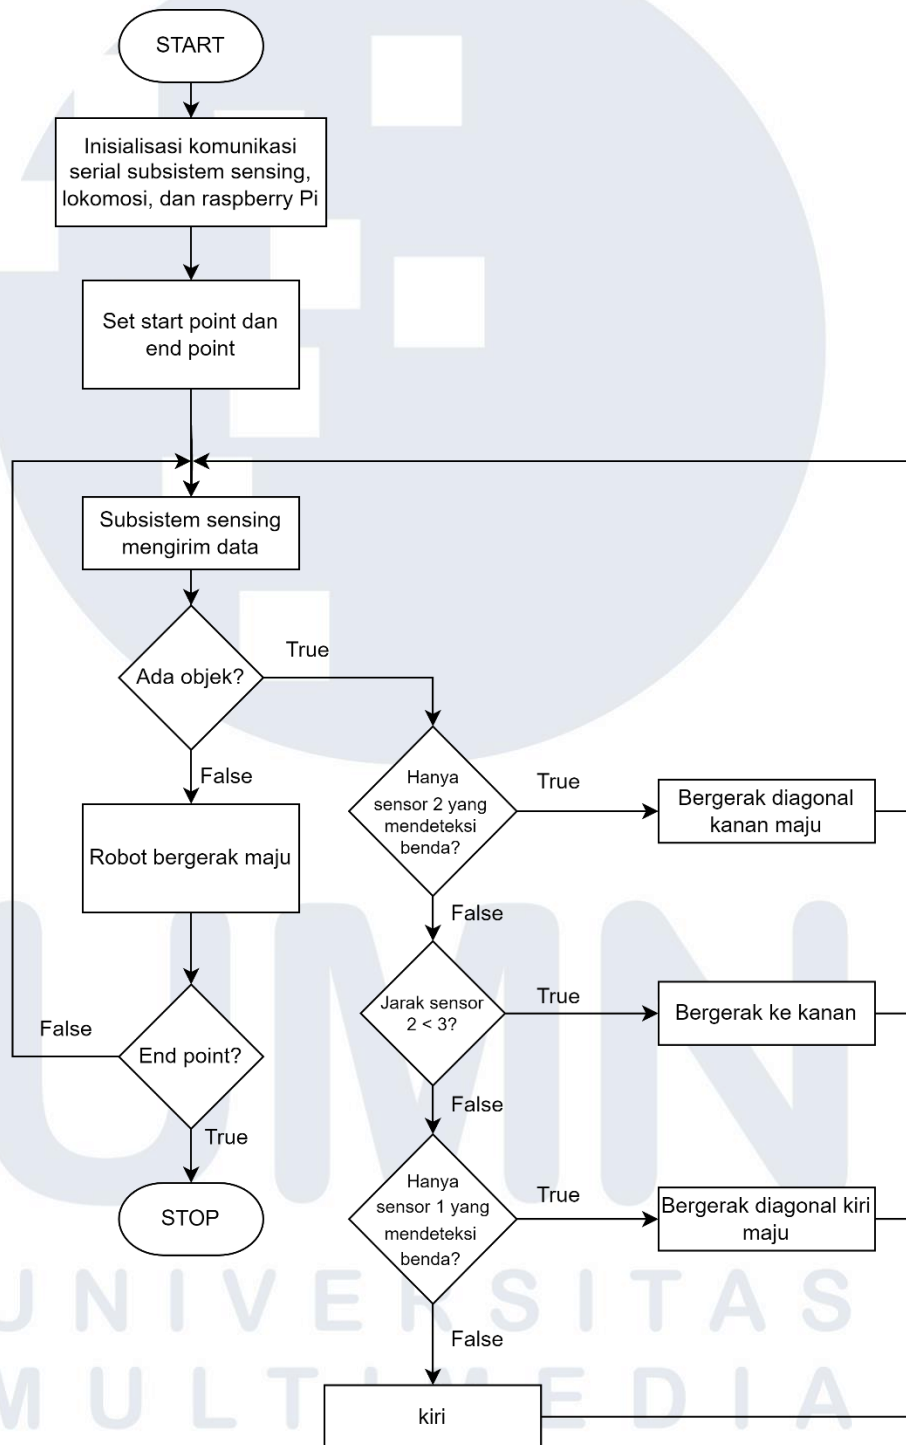 START
Inisialisasi komunikasi
serial subsistem sensing,
lokomosi, dan raspberry Pi
Set start point dan
end point
Subsistem sensing
mengirim data
Ada objek?
True
False
Robot bergerak maju
End point?
False
True
STOP
Hanya
sensor 2 yang
mendeteksi
benda?
True
Bergerak diagonal
kanan maju
False
Jarak sensor
2 < 3?
True
Bergerak ke kanan
False
Hanya
sensor 1 yang
mendeteksi
benda?
True
Bergerak diagonal kiri
maju
False
kiri
UMN
UNIVERSITAS
MULTIMEDIA